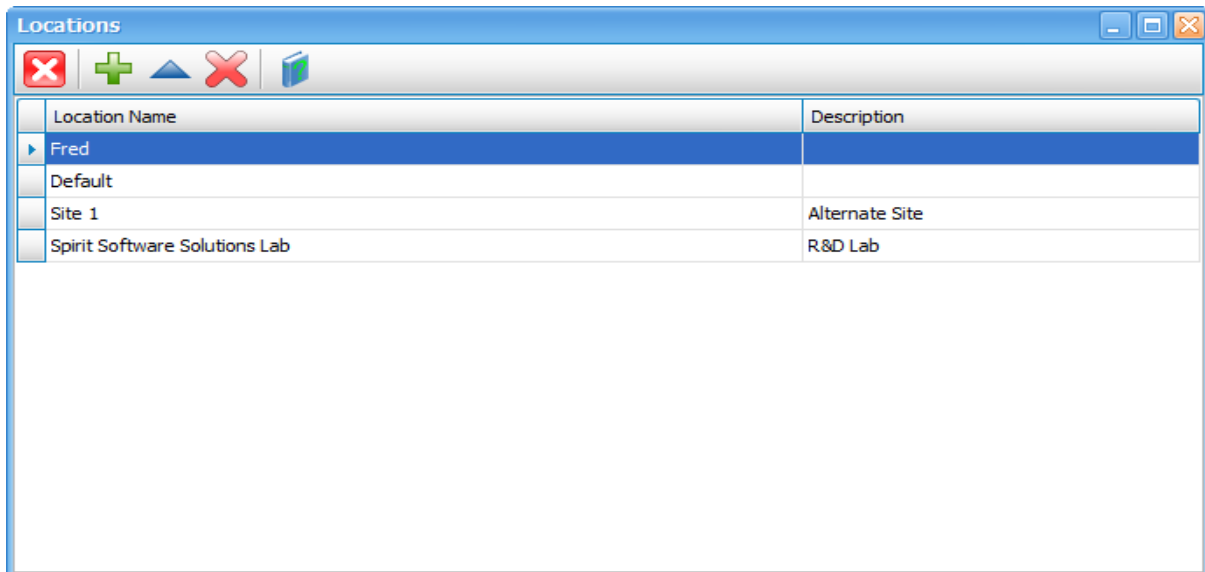 Locations
Location Name Description
Fred
Default
Site 1 Alternate Site
Spirit Software Solutions Lab R&D Lab